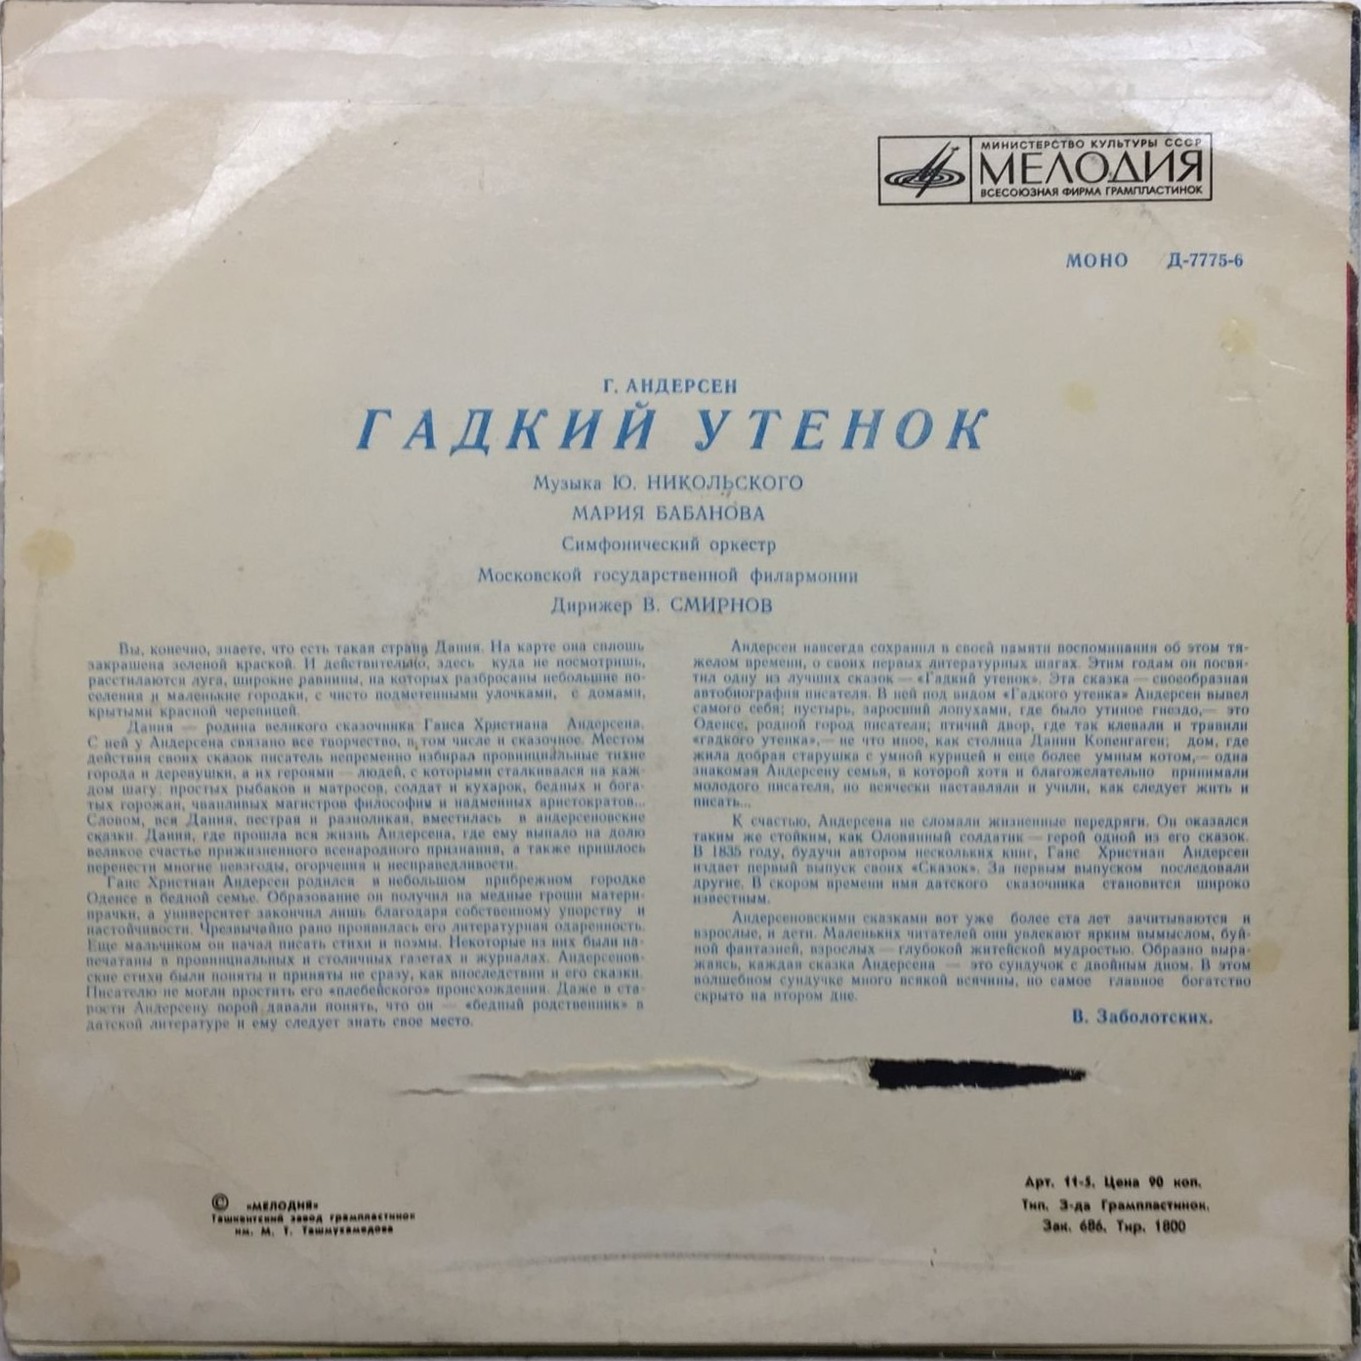 МИНИСТЕРСТВО КУЛЬТУРЫ СССР
МЕЛОДИЯ
ВСЕСОЮЗНАЯ ФИРМА ГРАМПЛАСТИНОК
МОНО Д-7775-6
Г. АНДЕРСЕН
ГАДКИЙ УТЕНОК
Музыка Ю. НИКОЛЬСКОГО
МАРИЯ БАБАНОВА
Симфонический оркестр
Московской государственной филармонии
Дирижер В. СМИРНОВ
Вы, конечно, знаете, что есть такая страна Дания. На карте она сплошь
закрашена зеленой краской. И действительно, здесь куда не посмотришь,
расстилаются луга, широкие равнины, на которых разбросаны небольшие по-
селения и маленькие городки, с чисто подметенными улочками, с домами,
крытыми красной черепицей.
Дания — родина великого сказочника Ганса Христиана Андерсена.
С ней у Андерсена связано все творчество, в том числе и сказочное. Местом
действия своих сказок писатель непременно избирал провинциальные тихие
города и деревушки, а их героями — людей, с которыми сталкивался на каж-
дом шагу: простых рыбаков и матросов, солдат и кухарок, бедных и бога-
тых горожан, чванливых магистров философии и надменных аристократов...
Словом, вся Дания, пестрая и разноликая, вместилась в андерсеновские
сказки. Дания, где прошла вся жизнь Андерсена, где ему выпало на долю
великое счастье прижизненного всенародного признания, а также пришлось
перенести многие невзгоды, огорчения и несправедливости.
Ганс Христиан Андерсен родился в небольшом прибрежном городке
Оденсе в бедной семье. Образование он получил на медные гроши матери-
прачки, а университет закончил лишь благодаря собственному упорству и
настойчивости. Чрезвычайно рано проявилась его литературная одаренность.
Еще мальчиком он начал писать стихи и поэмы. Некоторые из них были на-
печатаны в провинциальных и столичных газетах и журналах. Андерсенов-
ские стихи были поняты и приняты не сразу, как впоследствии и его сказки.
Писателю не могли простить его «плебейского» происхождения. Даже в ста-
рости Андерсену порой давали понять, что он — «бедный родственник» в
датской литературе и ему следует знать свое место.
Андерсен навсегда сохранил в своей памяти воспоминания об этом тя-
желом времени, о своих первых литературных шагах. Этим годам он посвя-
тил одну из лучших сказок — «Гадкий утенок». Эта сказка — своеобразная
автобиография писателя. В ней под видом «Гадкого утенка» Андерсен вывел
самого себя; пустырь, заросший лопухами, где было утиное гнездо,— это
Оденсе, родной город писателя; птичий двор, где так клевали и травили
«гадкого утенка»,— не что иное, как столица Дании Копенгаген; дом, где
жила добрая старушка с умной курицей и еще более умным котом,— одна
знакомая Андерсену семья, в которой хотя и благожелательно принимали
молодого писателя, но всячески наставляли и учили, как следует жить и
писать...
К счастью, Андерсена не сломали жизненные передряги. Он оказался
таким же стойким, как Оловянный солдатик — герой одной из его сказок.
В 1835 году, будучи автором нескольких книг, Ганс Христиан Андерсен
издает первый выпуск своих «Сказок». За первым выпуском последовали
другие. В скором времени имя датского сказочника становится широко
известным.
Андерсеновскими сказками вот уже более ста лет зачитываются и
взрослые, и дети. Маленьких читателей они увлекают ярким вымыслом, буй-
ной фантазией, взрослых — глубокой житейской мудростью. Образно выра-
жаясь, каждая сказка Андерсена — это сундучок с двойным дном. В этом
волшебном сундучке много всякой всячины, но самое главное богатство
скрыто на втором дне.
В. Заболотских.
© «МЕЛОДИЯ»
Ташкентский завод грампластинок
им. М. Т. Ташмухамедова
Арт. 11-5. Цена 90 коп.
Тип. З-да Грампластинок.
Зак. 686. Тир. 1800